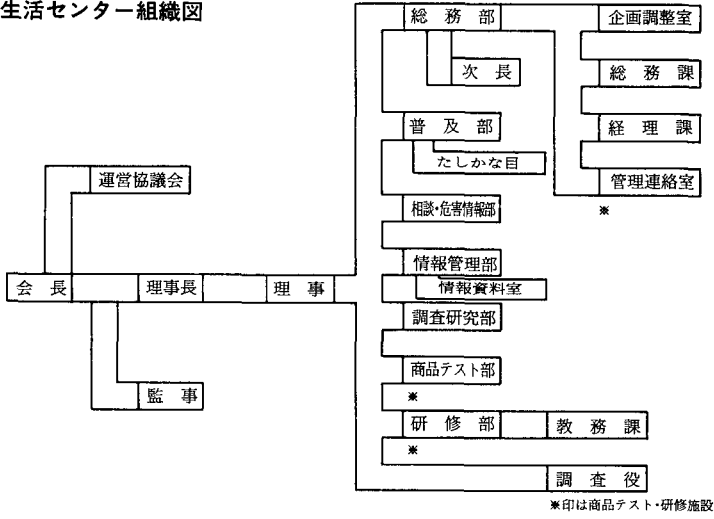 生活センター組織図
総務部
企画調整室
次長
総務課
普及部
経理課
たしかな目
運営協議会
管理連絡室
相談・危害情報部
※
情報管理部
会長
理事長
理事
情報資料室
調査研究部
商品テスト部
監事
※
研修部
教務課
※
調査役
※印は商品テスト・研修施設